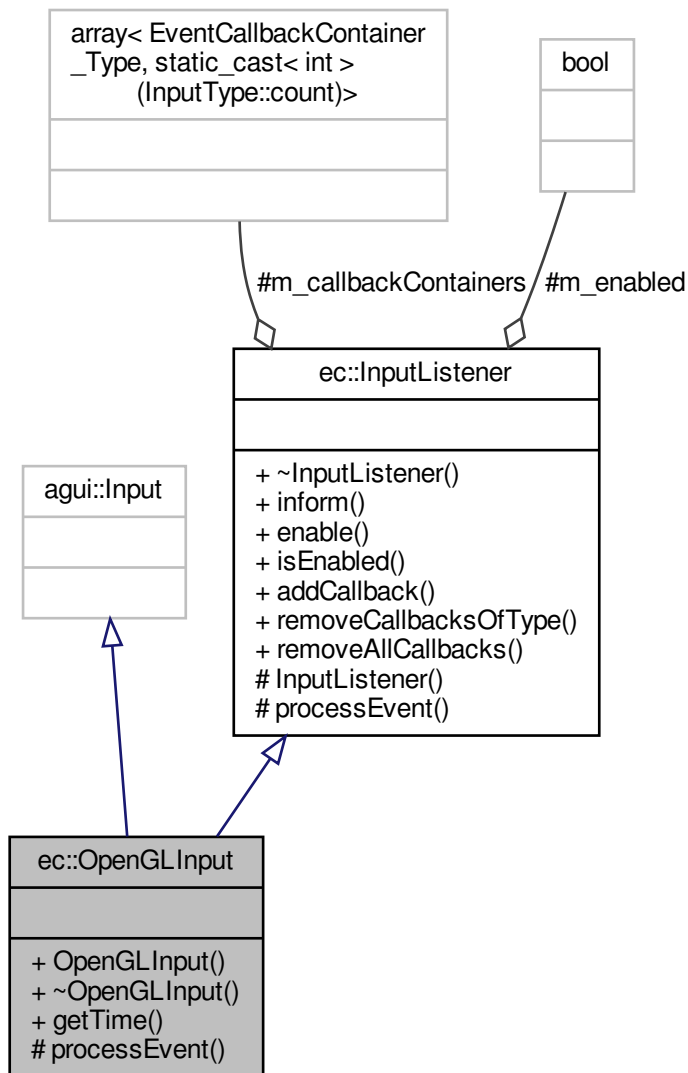 array< EventCallbackContainer
_Type, static_cast< int >
(InputType::count)>
bool
#m_callbackContainers
#m_enabled
ec::InputListener
+ ~InputListener()
+ inform()
+ enable()
+ isEnabled()
+ addCallback()
+ removeCallbacksOfType()
+ removeAllCallbacks()
# InputListener()
# processEvent()
agui::Input
ec::OpenGLInput
+ OpenGLInput()
+ ~OpenGLInput()
+ getTime()
# processEvent()